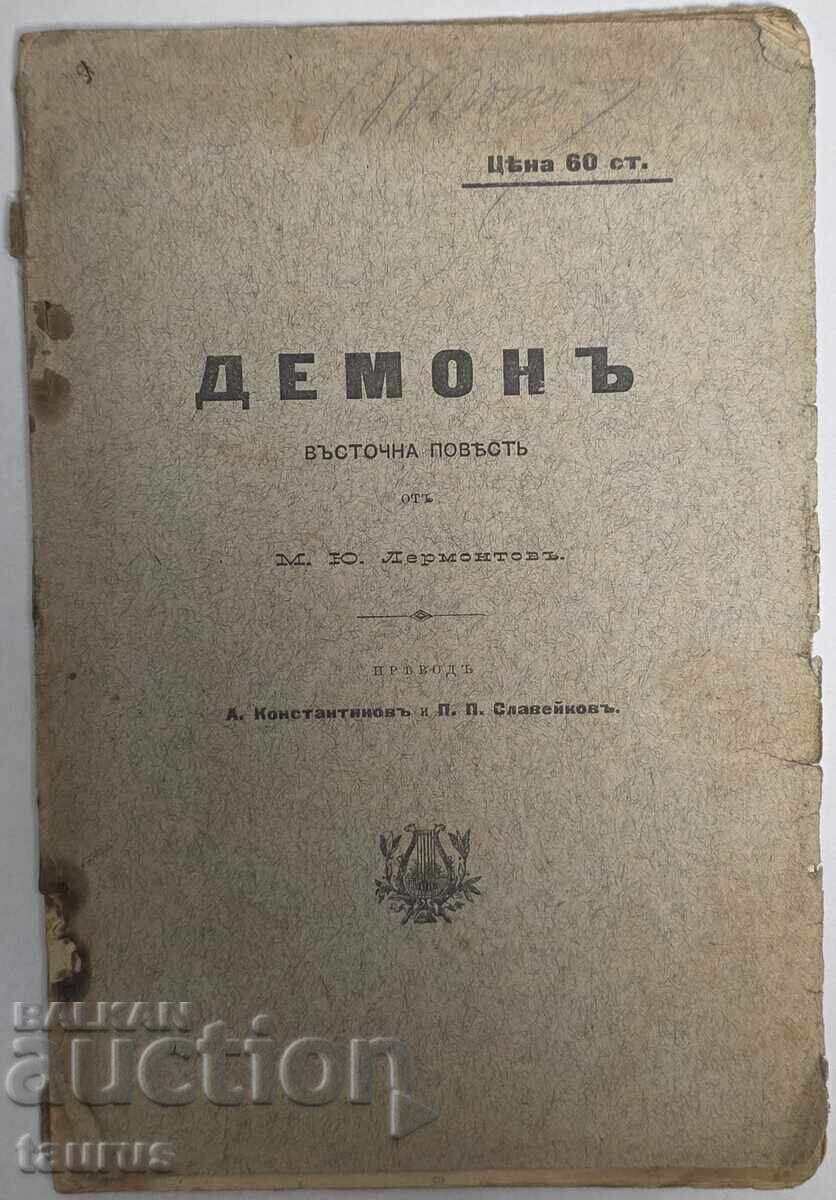 Цѣна 60 ст.
ДЕМОНЪ
ВЪСТОЧНА ПОВѢСТЬ
отъ
М. Ю. Лермонтовъ.
ПРѢВОДЪ
А. Константиновъ и П. П. Славейковъ.
BALKAN
auction
taurus